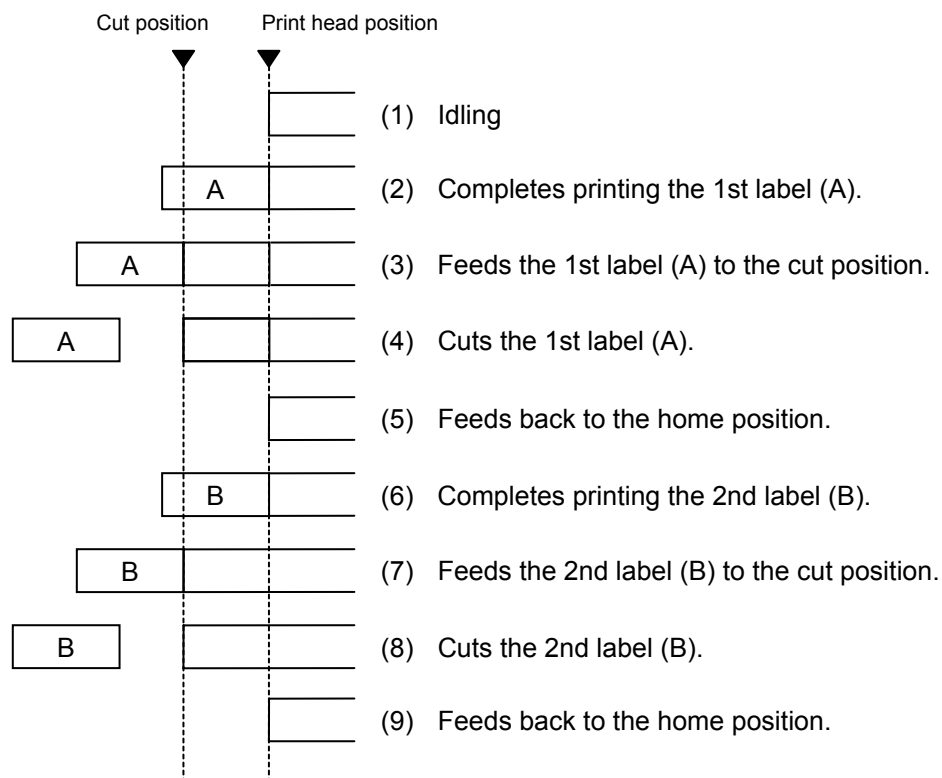 Cut position Print head position
(1) Idling
A (2) Completes printing the 1st label (A).
A (3) Feeds the 1st label (A) to the cut position.
A (4) Cuts the 1st label (A).
(5) Feeds back to the home position.
B (6) Completes printing the 2nd label (B).
B (7) Feeds the 2nd label (B) to the cut position.
B (8) Cuts the 2nd label (B).
(9) Feeds back to the home position.